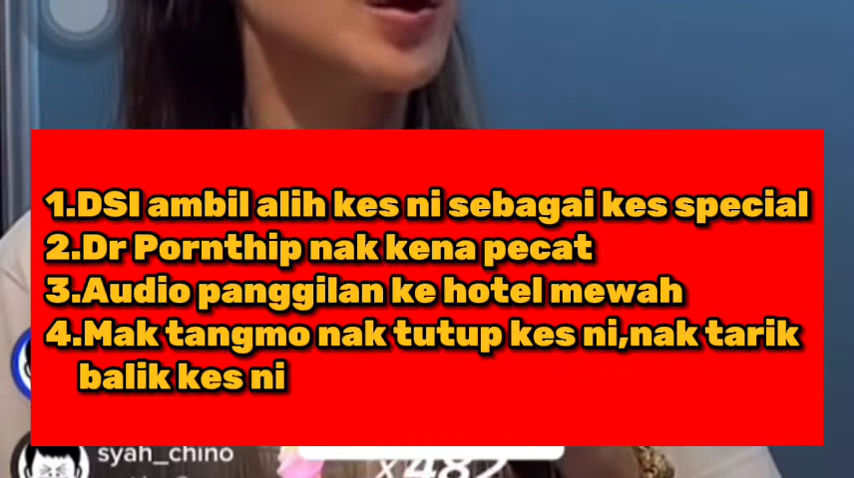 1.DSI ambil alih kes ni sebagai kes special
2.Dr Pornthip nak kena pecat
3.Audio panggilan ke hotel mewah
4.Mak tangmo nak tutup kes ni,nak tarik
balik kes ni
syah_chino
x482